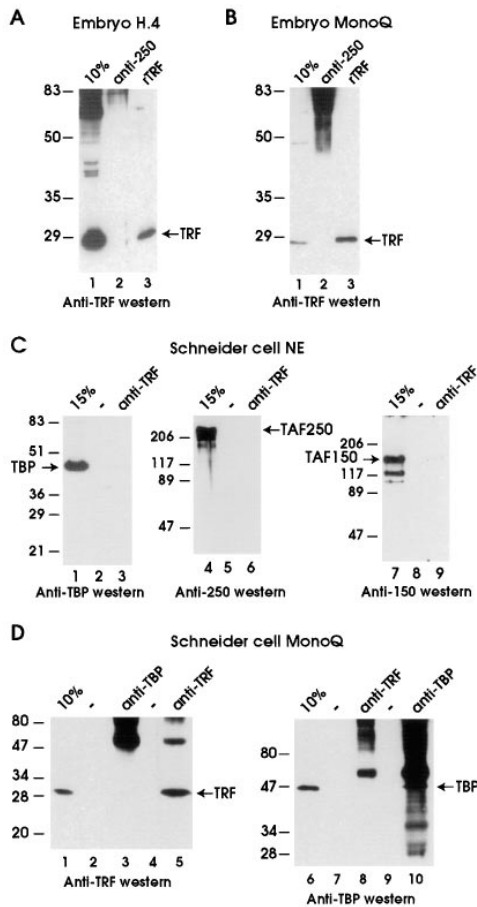 A
Embryo H.4
10% anti-250 rTRF
83
50
35
29
←TRF
1 2 3
Anti-TRF western
B
Embryo MonoQ
10% anti-250 rTRF
83
50
35
29
←TRF
1 2 3
Anti-TRF western
C
Schneider cell NE
15% - anti-TRF
83
51
TBP→
36
29
21
1 2 3
Anti-TBP western
15% - anti-TRF
←TAF250
206
117
89
47
4 5 6
Anti-250 western
15% - anti-TRF
206
TAF150→
117
89
47
7 8 9
Anti-150 western
D
Schneider cell MonoQ
10% - anti-TBP - anti-TRF
80
47
34
28
←TRF
20
1 2 3 4 5
Anti-TRF western
10% - anti-TRF - anti-TBP
80
47
←TBP
34
28
6 7 8 9 10
Anti-TBP western